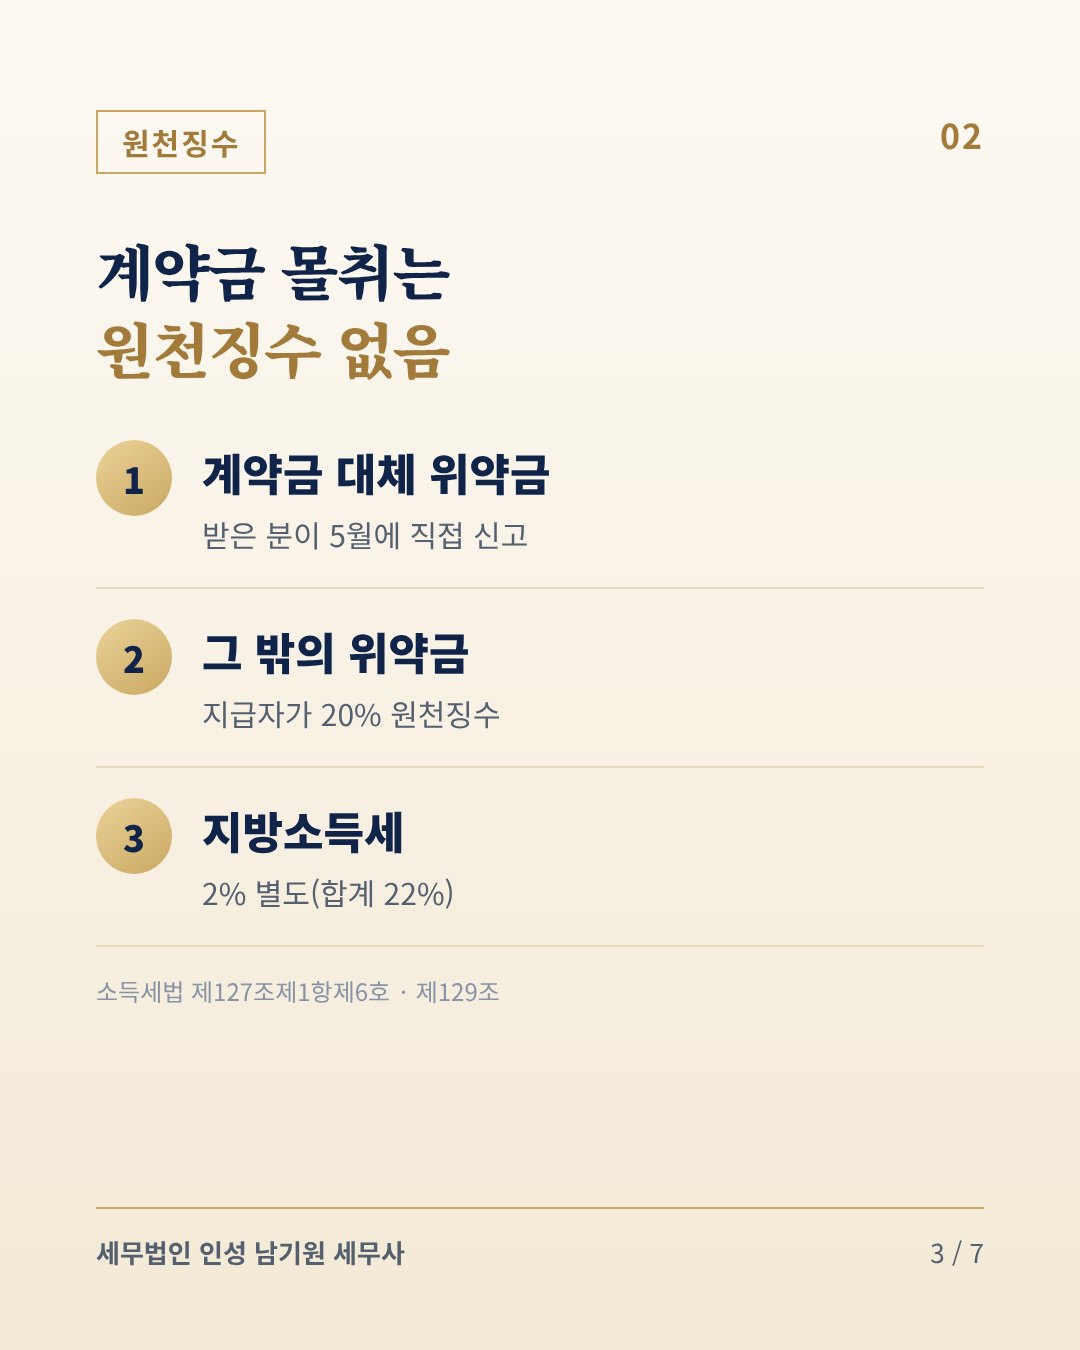 원천징수
02
계약금 몰취는
원천징수 없음
1
계약금 대체 위약금
받은 분이 5월에 직접 신고
2
그 밖의 위약금
지급자가 20% 원천징수
3
지방소득세
2% 별도(합계 22%)
소득세법 제127조제1항제6호 · 제129조
세무법인 인성 남기원 세무사
3 / 7